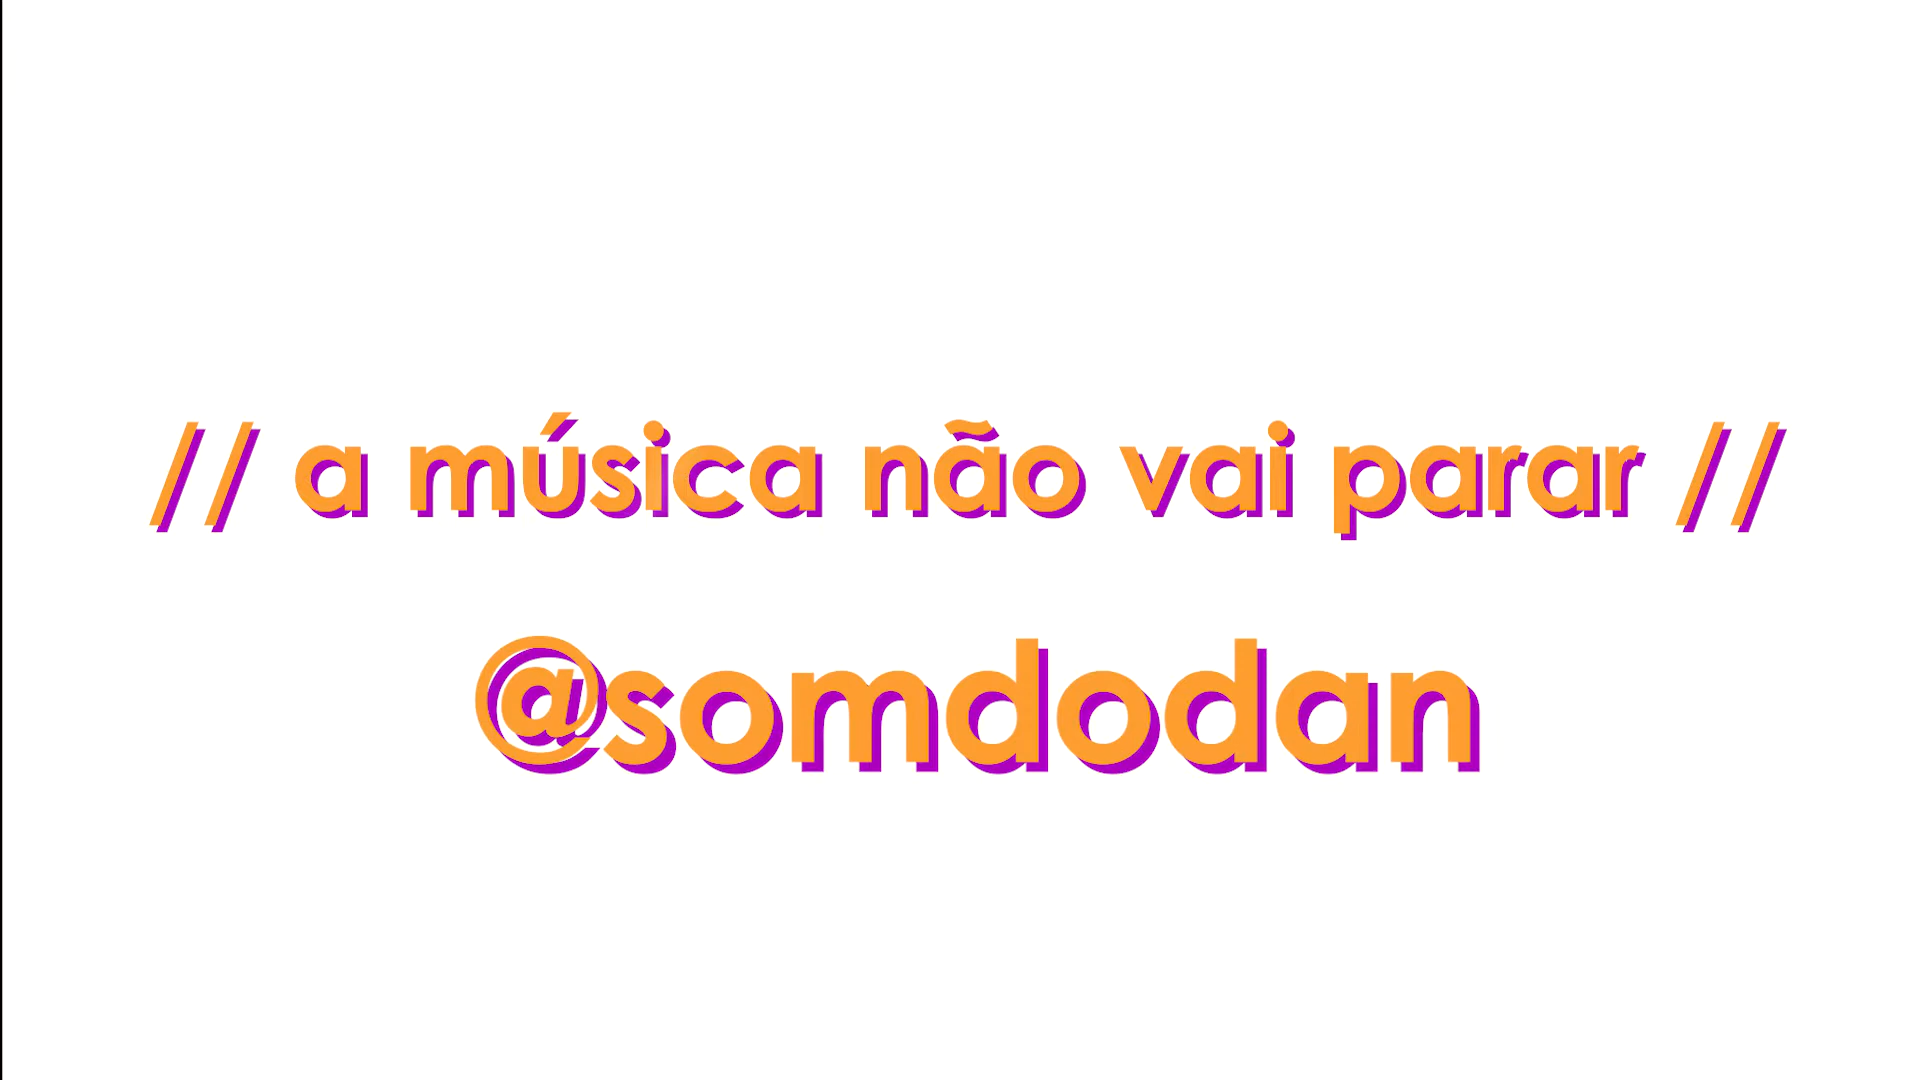 // a música não vai parar //
@somdodan